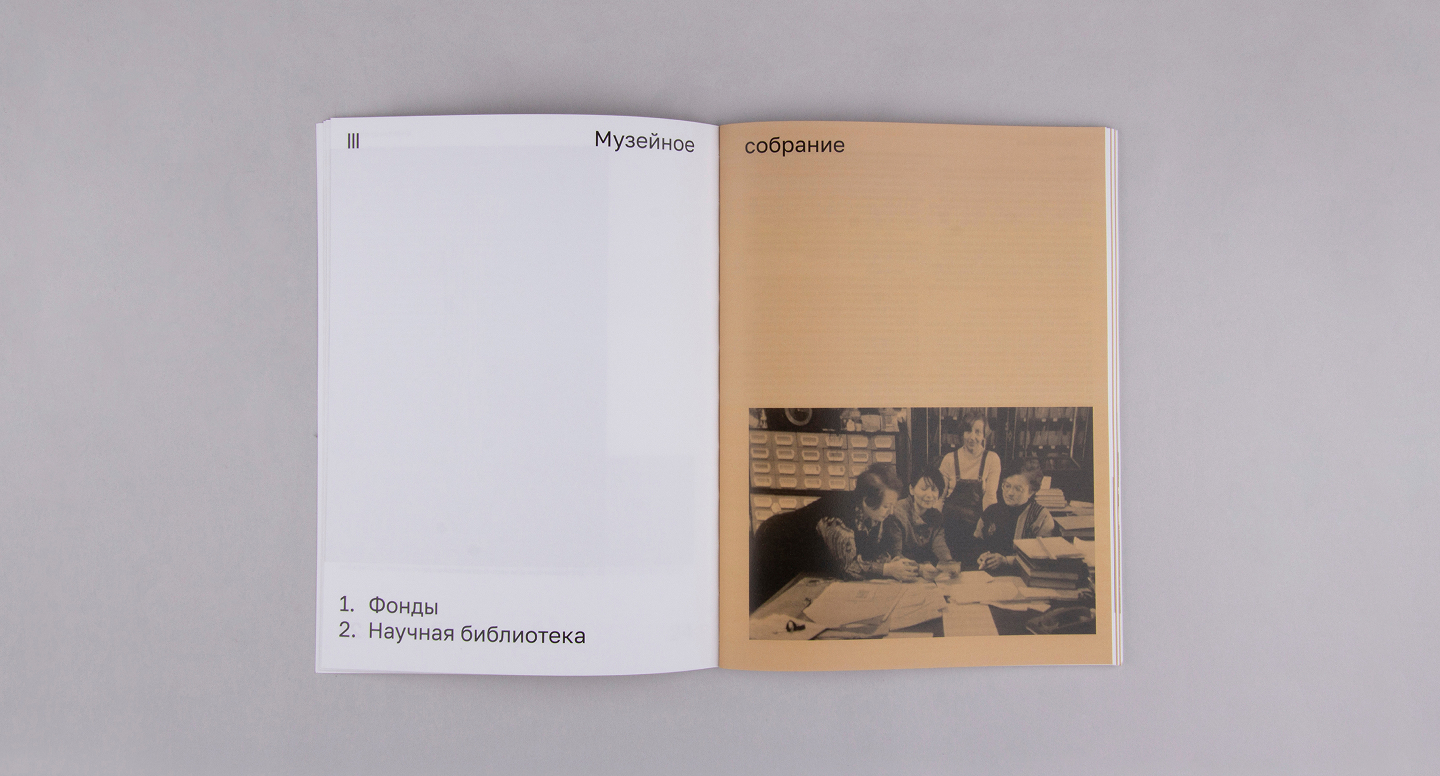 III
Музейное собрание
1. Фонды
2. Научная библиотека